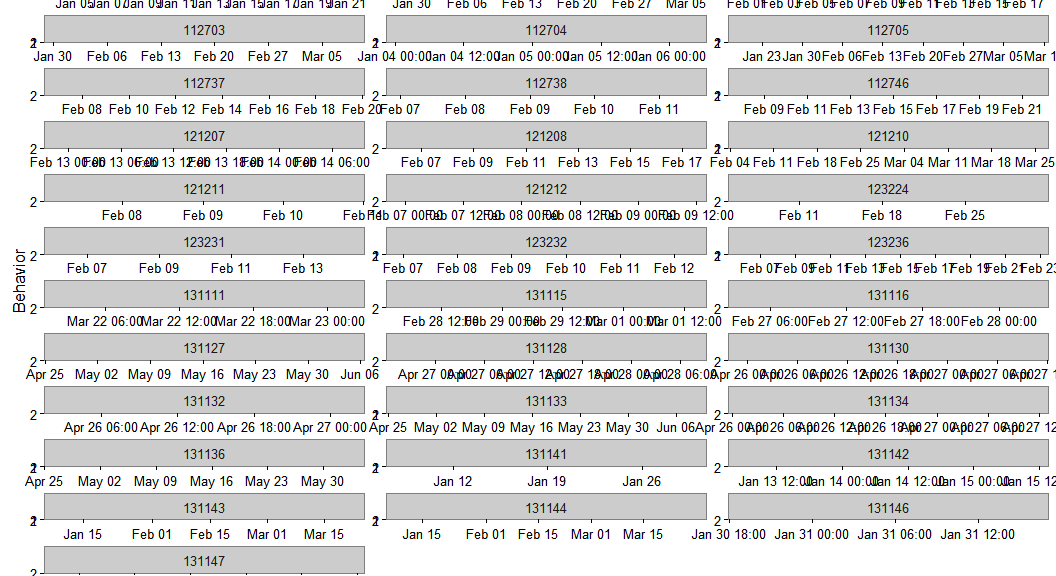 Jan 05 Jan 07 Jan 09 Jan 11 Jan 13 Jan 15 Jan 17 Jan 19 Jan 21 Jan 30 Feb 06 Feb 13 Feb 20 Feb 27 Mar 05 Feb 01 Feb 03 Feb 05 Feb 07 Feb 09 Feb 11 Feb 13 Feb 15 Feb 17
112703 112704 112705
Jan 30 Feb 06 Feb 13 Feb 20 Feb 27 Mar 05 Jan 04 00:00 Jan 04 12:00 Jan 05 00:00 Jan 05 12:00 Jan 06 00:00 Jan 23 Jan 30 Feb 06 Feb 13 Feb 20 Feb 27 Mar 05 Mar 1
2 112737 2 112738 112746
Feb 08 Feb 10 Feb 12 Feb 14 Feb 16 Feb 18 Feb 20 Feb 07 Feb 08 Feb 09 Feb 10 Feb 11 Feb 09 Feb 11 Feb 13 Feb 15 Feb 17 Feb 19 Feb 21
2 121207 2 121208 121210
Feb 13 00:00 Feb 13 06:00 Feb 13 12:00 Feb 13 18:00 Feb 14 00:00 Feb 14 06:00 Feb 07 Feb 09 Feb 11 Feb 13 Feb 15 Feb 17 Feb 04 Feb 11 Feb 18 Feb 25 Mar 04 Mar 11 Mar 18 Mar 25
2 121211 2 121212 2 123224
Feb 08 Feb 09 Feb 10 Feb 11 Feb 07 00:00 Feb 07 12:00 Feb 08 00:00 Feb 08 12:00 Feb 09 00:00 Feb 09 12:00 Feb 11 Feb 18 Feb 25
2 123231 123232 123236
Feb 07 Feb 09 Feb 11 Feb 13 Feb 07 Feb 08 Feb 09 Feb 10 Feb 11 Feb 12 Feb 07 Feb 09 Feb 11 Feb 13 Feb 15 Feb 17 Feb 19 Feb 21 Feb 23
Behavior
2 131111 2 131115 2 131116
Mar 22 06:00 Mar 22 12:00 Mar 22 18:00 Mar 23 00:00 Feb 28 12:00 Feb 29 00:00 Feb 29 12:00 Mar 01 00:00 Mar 01 12:00 Feb 27 06:00 Feb 27 12:00 Feb 27 18:00 Feb 28 00:00
2 131127 2 131128 2 131130
Apr 25 May 02 May 09 May 16 May 23 May 30 Jun 06 Apr 27 00:00 Apr 27 06:00 Apr 27 12:00 Apr 27 18:00 Apr 28 00:00 Apr 28 06:00 Apr 26 00:00 Apr 26 06:00 Apr 26 12:00 Apr 26 18:00 Apr 27 00:00 Apr 27 06:00 Apr 27 1
2 131132 131133 131134
Apr 26 06:00 Apr 26 12:00 Apr 26 18:00 Apr 27 00:00 Apr 25 May 02 May 09 May 16 May 23 May 30 Jun 06 Apr 26 00:00 Apr 26 06:00 Apr 26 12:00 Apr 26 18:00 Apr 27 00:00 Apr 27 06:00 Apr 27 12
131136 131141 131142
Apr 25 May 02 May 09 May 16 May 23 May 30 Jan 12 Jan 19 Jan 26 Jan 13 12:00 Jan 14 00:00 Jan 14 12:00 Jan 15 00:00 Jan 15 12
131143 131144 131146
Jan 15 Feb 01 Feb 15 Mar 01 Mar 15 Jan 15 Feb 01 Feb 15 Mar 01 Mar 15 Jan 30 18:00 Jan 31 00:00 Jan 31 06:00 Jan 31 12:00
2 131147